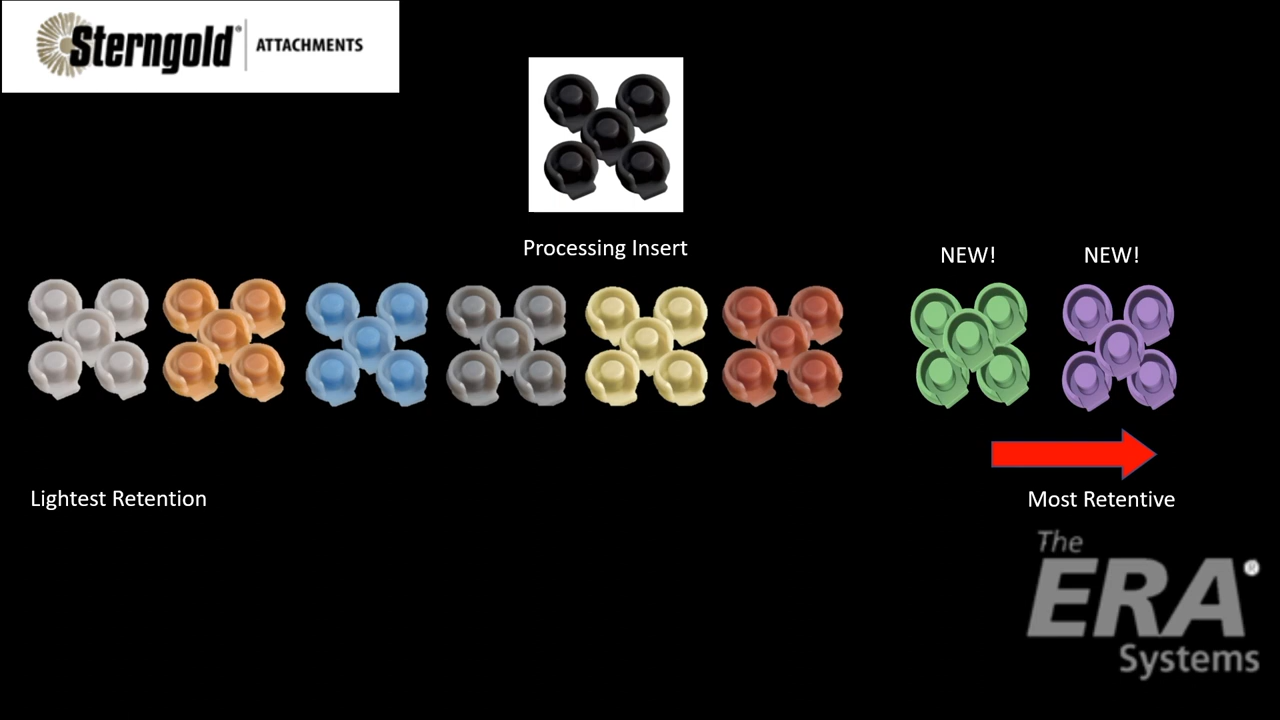 Sterngold® | ATTACHMENTS
Processing Insert
NEW!
NEW!
Lightest Retention
Most Retentive
The
ERA®
Systems